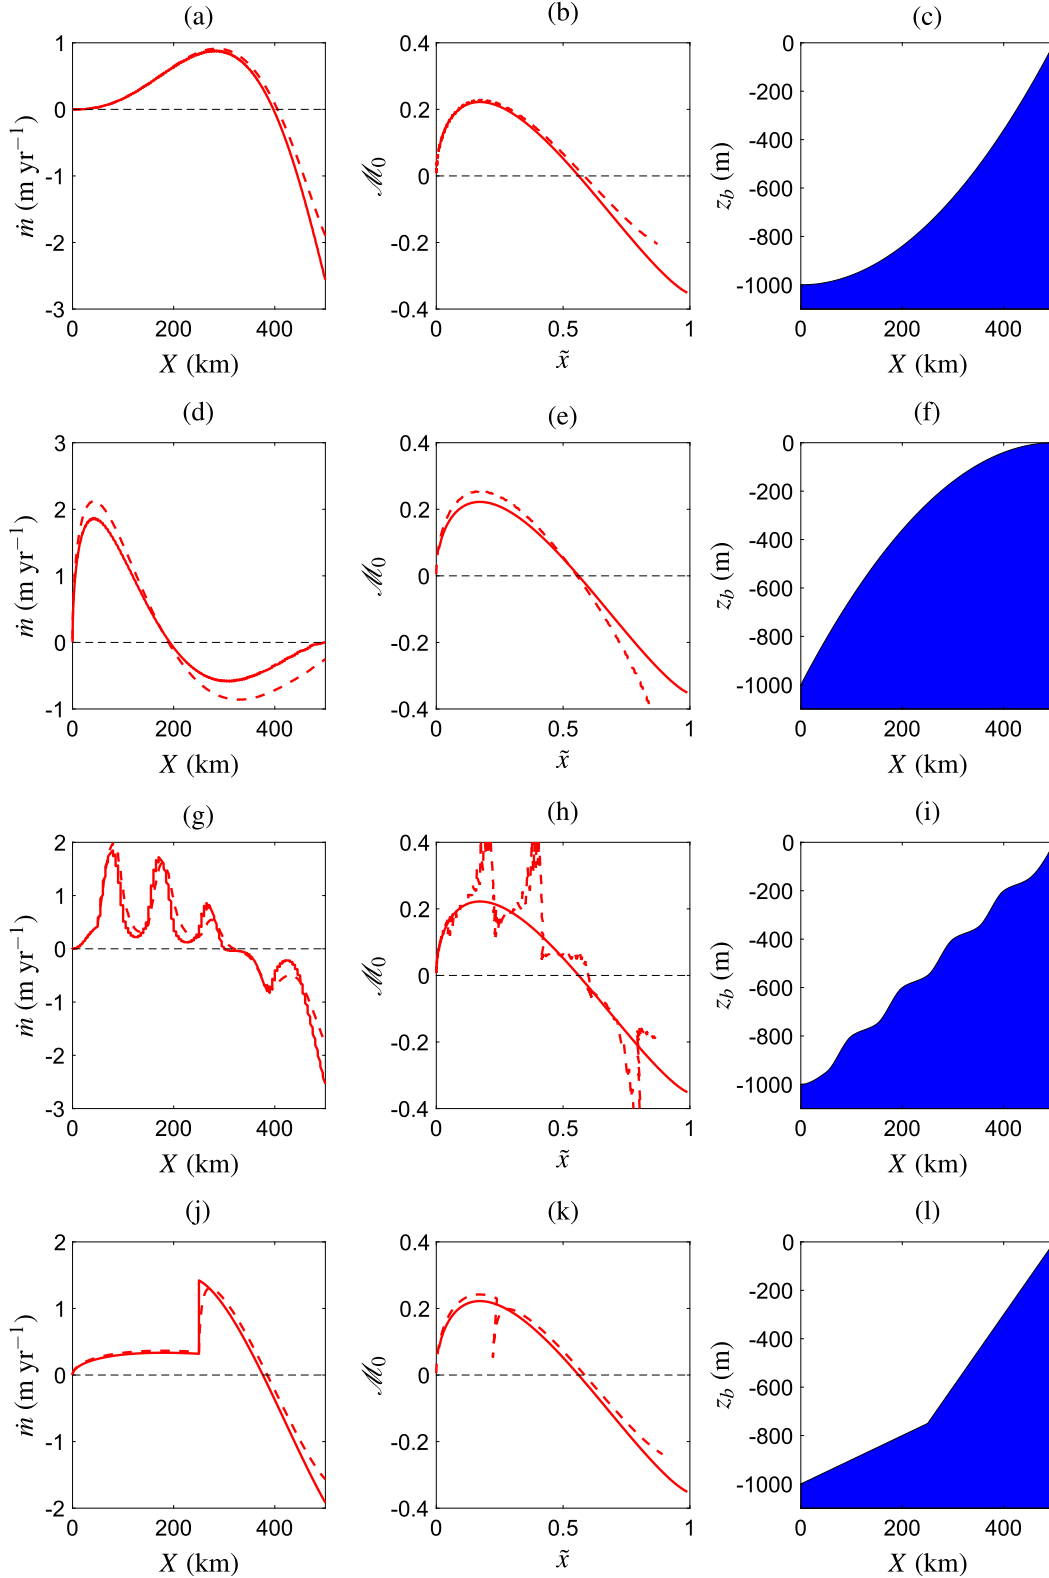 (a) (b) (c)
1 0.4 0
0 0.2 -200
-1 0 -400
-2 -0.2 -600
-3 -0.4 -800
-1000
ṁ (m yr⁻¹) ℳ₀ z_b (m)
0 200 400 0 0.5 1 0 200 400
X (km) x̃ X (km)
(d) (e) (f)
3 0.4 0
2 0.2 -200
1 0 -400
0 -0.2 -600
-1 -0.4 -800
-1000
ṁ (m yr⁻¹) ℳ₀ z_b (m)
0 200 400 0 0.5 1 0 200 400
X (km) x̃ X (km)
(g) (h) (i)
2 0.4 0
1 0.2 -200
0 0 -400
-1 -0.2 -600
-2 -0.4 -800
-3 -1000
ṁ (m yr⁻¹) ℳ₀ z_b (m)
0 200 400 0 0.5 1 0 200 400
X (km) x̃ X (km)
(j) (k) (l)
2 0.4 0
1 0.2 -200
0 0 -400
-1 -0.2 -600
-2 -0.4 -800
-1000
ṁ (m yr⁻¹) ℳ₀ z_b (m)
0 200 400 0 0.5 1 0 200 400
X (km) x̃ X (km)